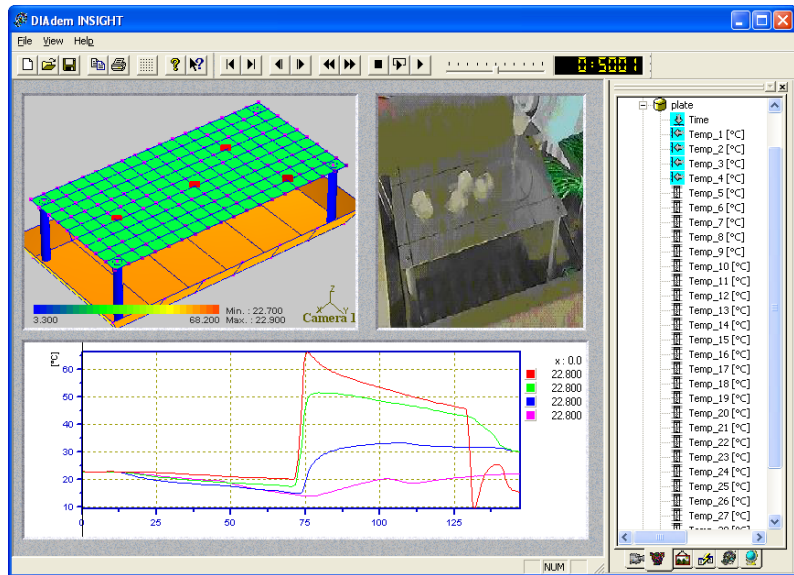 DIAdem INSIGHT
File View Help
0:5001
Min. : 22.700
3.300 68.200 Max. : 22.900
Z
X Y
Camera 1
[°C]
x : 0.0
60
22.800
50
22.800
40
22.800
30
22.800
20
10
0 25 50 75 100 125
NUM
plate
Time
Temp_1 [°C]
Temp_2 [°C]
Temp_3 [°C]
Temp_4 [°C]
Temp_5 [°C]
Temp_6 [°C]
Temp_7 [°C]
Temp_8 [°C]
Temp_9 [°C]
Temp_10 [°C]
Temp_11 [°C]
Temp_12 [°C]
Temp_13 [°C]
Temp_14 [°C]
Temp_15 [°C]
Temp_16 [°C]
Temp_17 [°C]
Temp_18 [°C]
Temp_19 [°C]
Temp_20 [°C]
Temp_21 [°C]
Temp_22 [°C]
Temp_23 [°C]
Temp_24 [°C]
Temp_25 [°C]
Temp_26 [°C]
Temp_27 [°C]